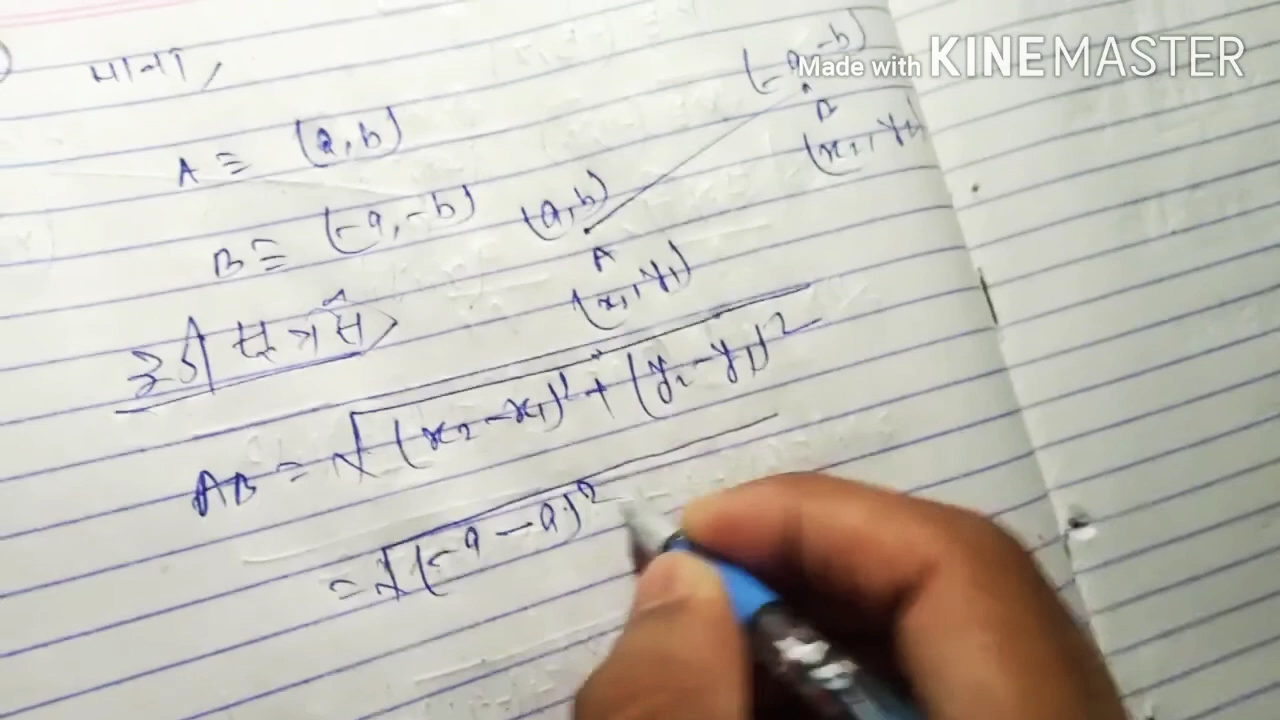 Made with KINEMASTER
माना,
A ≡ (a, b)
B ≡ (-a, -b)
(-a, -b)
B
(x₂, y₂)
(a, b)
A
(x₁, y₁)
दूरी सूत्र से
AB = √(x₂ - x₁)² + (y₂ - y₁)²
= √(-a - a)²